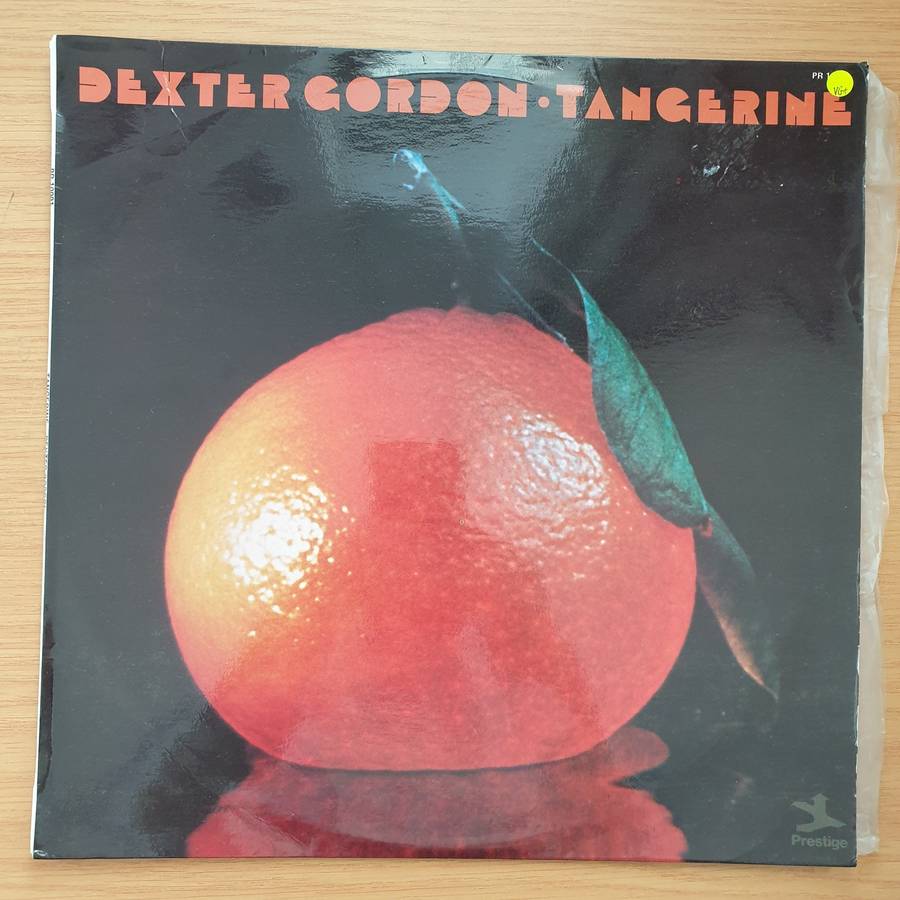 DEXTER GORDON · TANGERINE
PR 1
VG+
Prestige